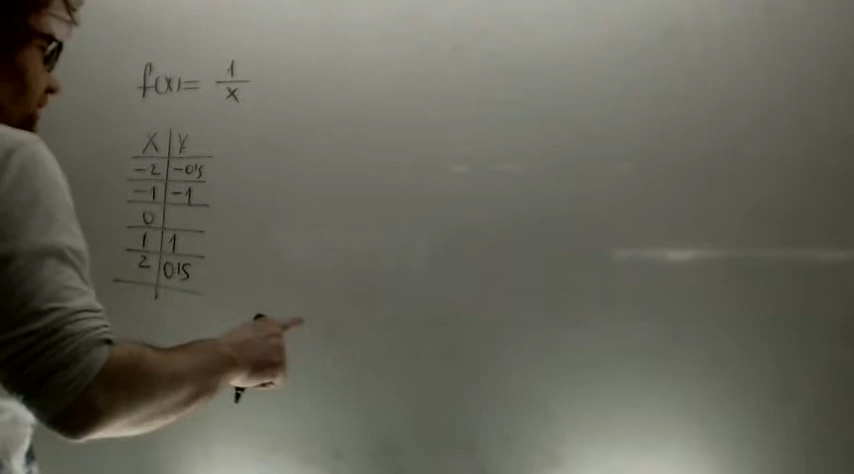 f(x) = 1/x
X | Y
-2 | -0'5
-1 | -1
0 |
1 | 1
2 | 0'5